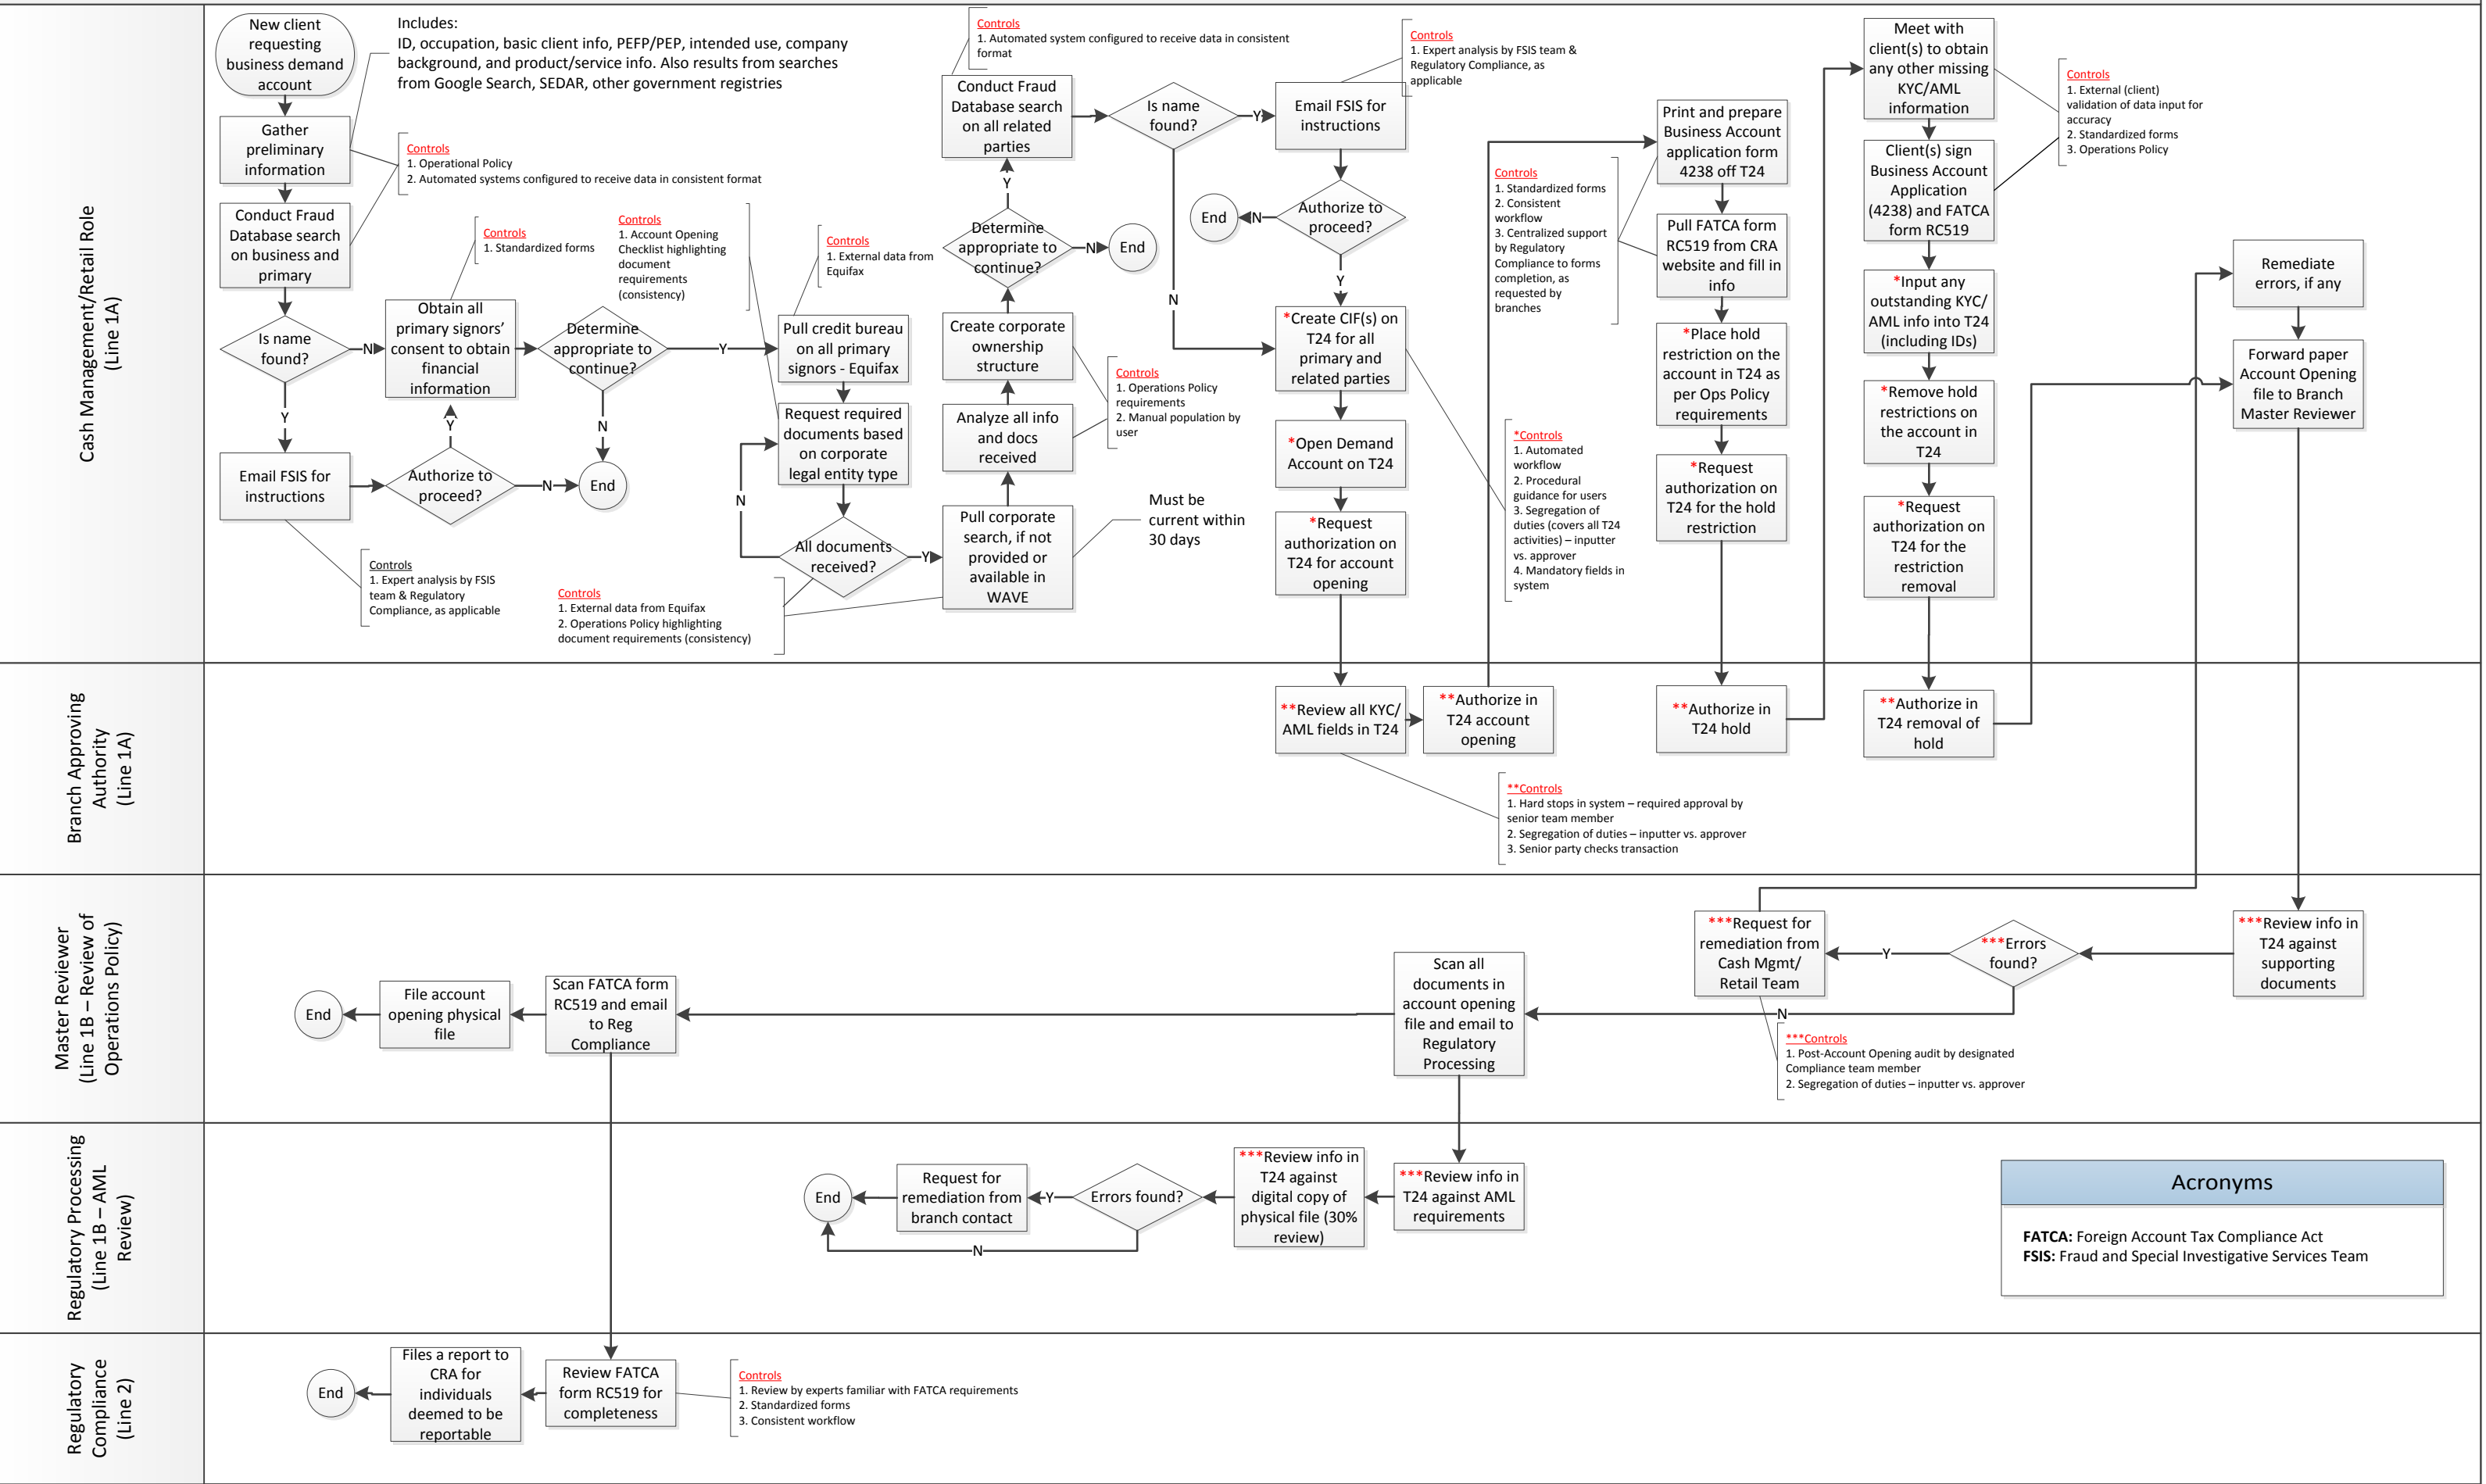 Cash Management/Retail Role
(Line 1A)
New client
requesting
business demand
account
Includes:
ID, occupation, basic client info, PEFP/PEP, intended use, company
background, and product/service info. Also results from searches
from Google Search, SEDAR, other government registries
Gather
preliminary
information
Controls
1. Operational Policy
2. Automated systems configured to receive data in consistent format
Conduct Fraud
Database search
on business and
primary
Is name
found?
N
Y
Email FSIS for
instructions
Controls
1. Expert analysis by FSIS
team & Regulatory
Compliance, as applicable
Authorize to
proceed?
Y
N
End
Controls
1. Standardized forms
Obtain all
primary signors’
consent to obtain
financial
information
Determine
appropriate to
continue?
N
Y
Controls
1. Account Opening
Checklist highlighting
document
requirements
(consistency)
Controls
1. External data from
Equifax
Pull credit bureau
on all primary
signors - Equifax
Request required
documents based
on corporate
legal entity type
N
All documents
received?
Y
Controls
1. External data from Equifax
2. Operations Policy highlighting
document requirements (consistency)
Pull corporate
search, if not
provided or
available in
WAVE
Must be
current within
30 days
Analyze all info
and docs
received
Create corporate
ownership
structure
Controls
1. Operations Policy
requirements
2. Manual population by
user
Determine
appropriate to
continue?
N
End
Y
Conduct Fraud
Database search
on all related
parties
Controls
1. Automated system configured to receive data in consistent
format
Is name
found?
Y
N
Email FSIS for
instructions
Controls
1. Expert analysis by FSIS team &
Regulatory Compliance, as
applicable
Authorize to
proceed?
N
End
Y
*Create CIF(s) on
T24 for all
primary and
related parties
*Open Demand
Account on T24
*Request
authorization on
T24 for account
opening
*Controls
1. Automated
workflow
2. Procedural
guidance for users
3. Segregation of
duties (covers all T24
activities) – inputter
vs. approver
4. Mandatory fields in
system
Controls
1. Standardized forms
2. Consistent
workflow
3. Centralized support
by Regulatory
Compliance to forms
completion, as
requested by
branches
Print and prepare
Business Account
application form
4238 off T24
Pull FATCA form
RC519 from CRA
website and fill in
info
*Place hold
restriction on the
account in T24 as
per Ops Policy
requirements
*Request
authorization on
T24 for the hold
restriction
Meet with
client(s) to obtain
any other missing
KYC/AML
information
Client(s) sign
Business Account
Application
(4238) and FATCA
form RC519
Controls
1. External (client)
validation of data input for
accuracy
2. Standardized forms
3. Operations Policy
*Input any
outstanding KYC/
AML info into T24
(including IDs)
*Remove hold
restrictions on
the account in
T24
*Request
authorization on
T24 for the
restriction
removal
Remediate
errors, if any
Forward paper
Account Opening
file to Branch
Master Reviewer
Branch Approving
Authority
(Line 1A)
**Review all KYC/
AML fields in T24
**Authorize in
T24 account
opening
**Authorize in
T24 hold
**Authorize in
T24 removal of
hold
**Controls
1. Hard stops in system – required approval by
senior team member
2. Segregation of duties – inputter vs. approver
3. Senior party checks transaction
Master Reviewer
(Line 1B – Review of
Operations Policy)
End
File account
opening physical
file
Scan FATCA form
RC519 and email
to Reg
Compliance
Scan all
documents in
account opening
file and email to
Regulatory
Processing
***Request for
remediation from
Cash Mgmt/
Retail Team
Y
***Errors
found?
N
***Review info in
T24 against
supporting
documents
***Controls
1. Post-Account Opening audit by designated
Compliance team member
2. Segregation of duties – inputter vs. approver
Regulatory Processing
(Line 1B – AML
Review)
End
Request for
remediation from
branch contact
Y
Errors found?
N
***Review info in
T24 against
digital copy of
physical file (30%
review)
***Review info in
T24 against AML
requirements
Acronyms
FATCA: Foreign Account Tax Compliance Act
FSIS: Fraud and Special Investigative Services Team
Regulatory
Compliance
(Line 2)
End
Files a report to
CRA for
individuals
deemed to be
reportable
Review FATCA
form RC519 for
completeness
Controls
1. Review by experts familiar with FATCA requirements
2. Standardized forms
3. Consistent workflow